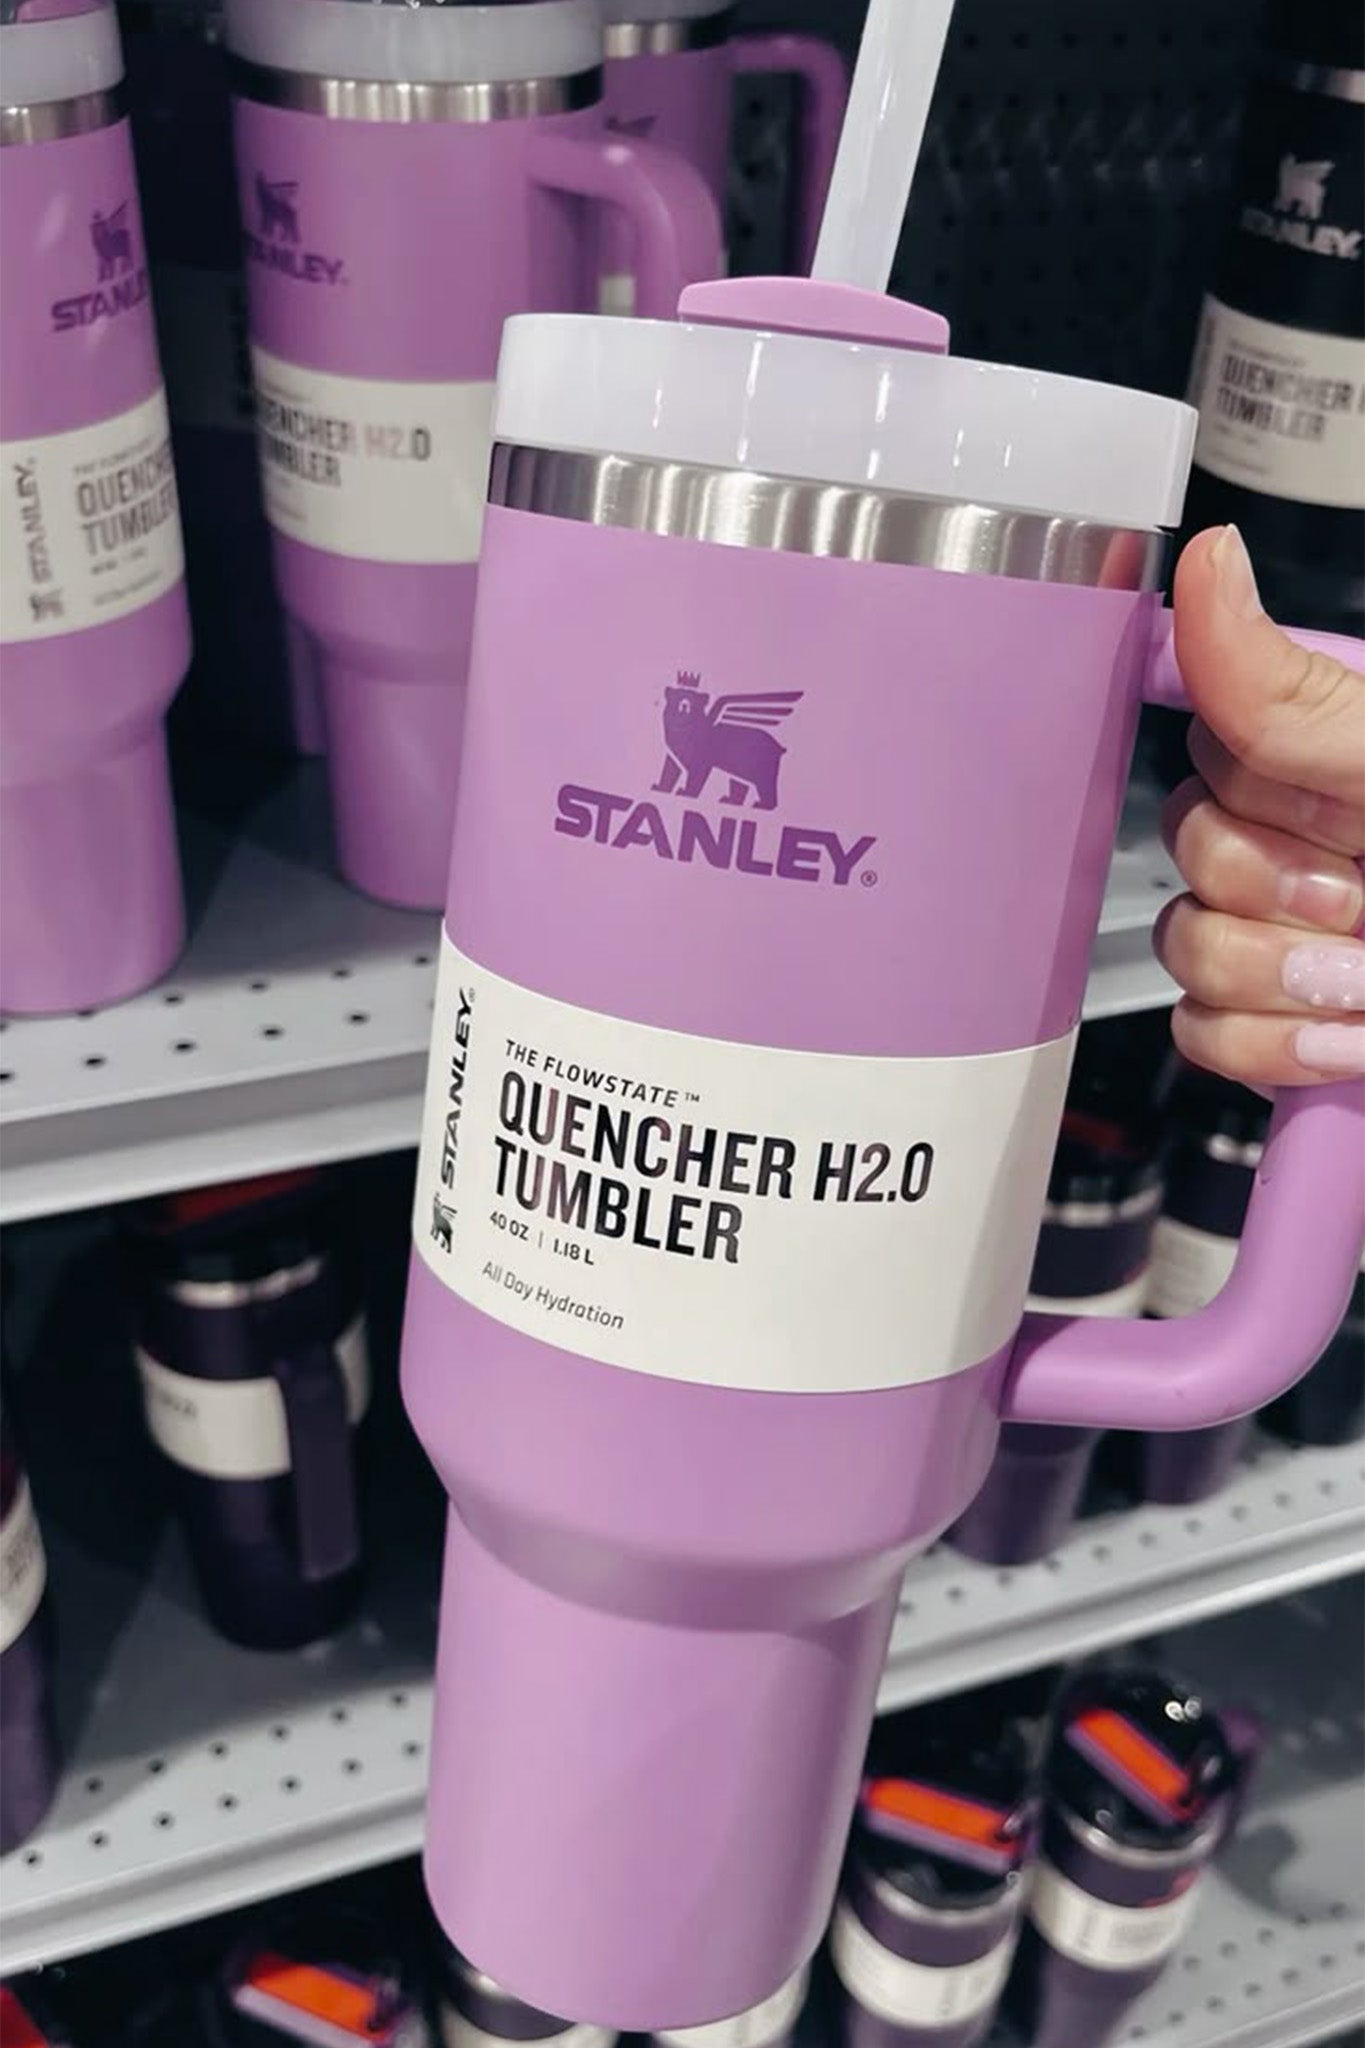 STANLEY®
STANLEY®
THE FLOWSTATE™
QUENCHER H2.0
TUMBLER
40 OZ | 1.18 L
All Day Hydration
STANLEY
STANLEY
QUENCHER
TUMBLER
STANLEY
QUENCHER H2.0
TUMBLER
STANLEY
QUENCHER
TUMBLER